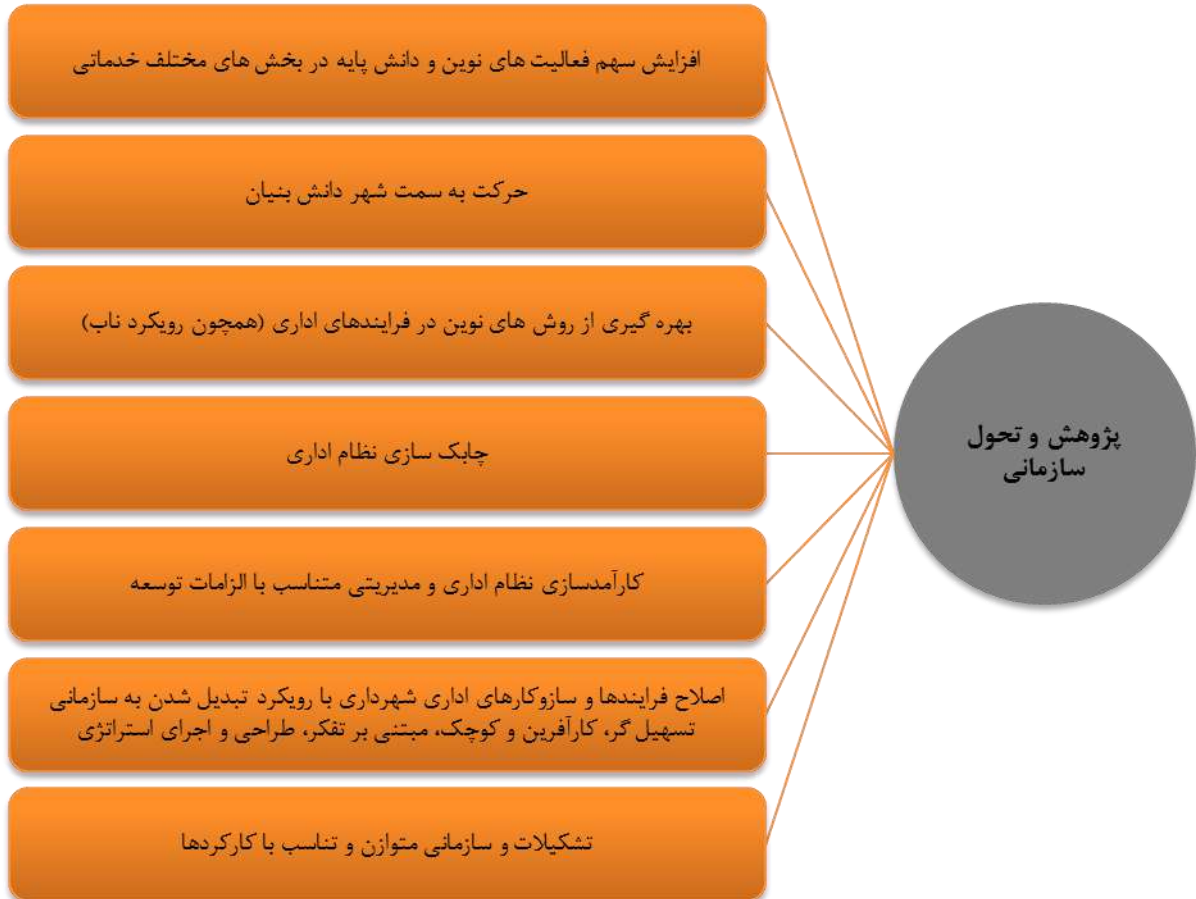 پژوهش و تحول
سازمانی
افزایش سهم فعالیت های نوین و دانش پایه در بخش های مختلف خدماتی
حرکت به سمت شهر دانش بنیان
بهره گیری از روش های نوین در فرایندهای اداری (همچون رویکرد ناب)
چابک سازی نظام اداری
کارآمدسازی نظام اداری و مدیریتی متناسب با الزامات توسعه
اصلاح فرایندها و سازوکارهای اداری شهرداری با رویکرد تبدیل شدن به سازمانی
تسهیل گر، کارآفرین و کوچک، مبتنی بر تفکر، طراحی و اجرای استراتژی
تشکیلات و سازمانی متوازن و تناسب با کارکردها